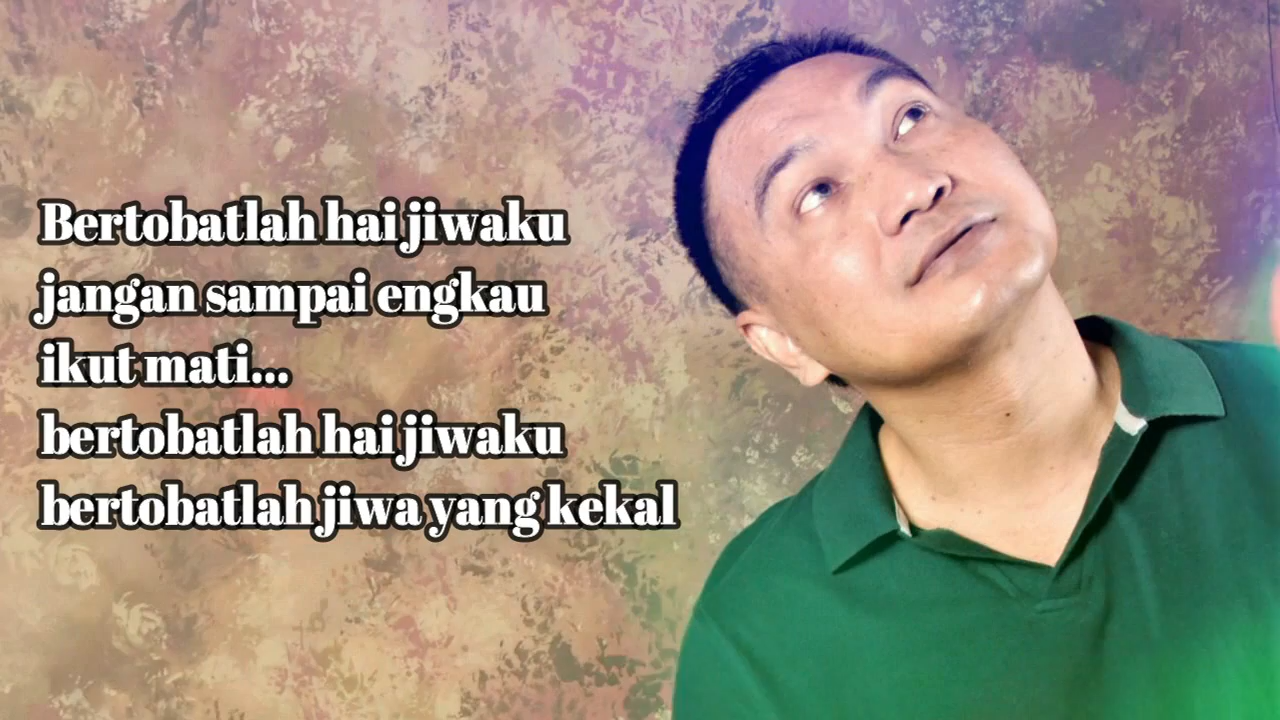 Bertobatlah hai jiwaku
jangan sampai engkau
ikut mati...
bertobatlah hai jiwaku
bertobatlah jiwa yang kekal